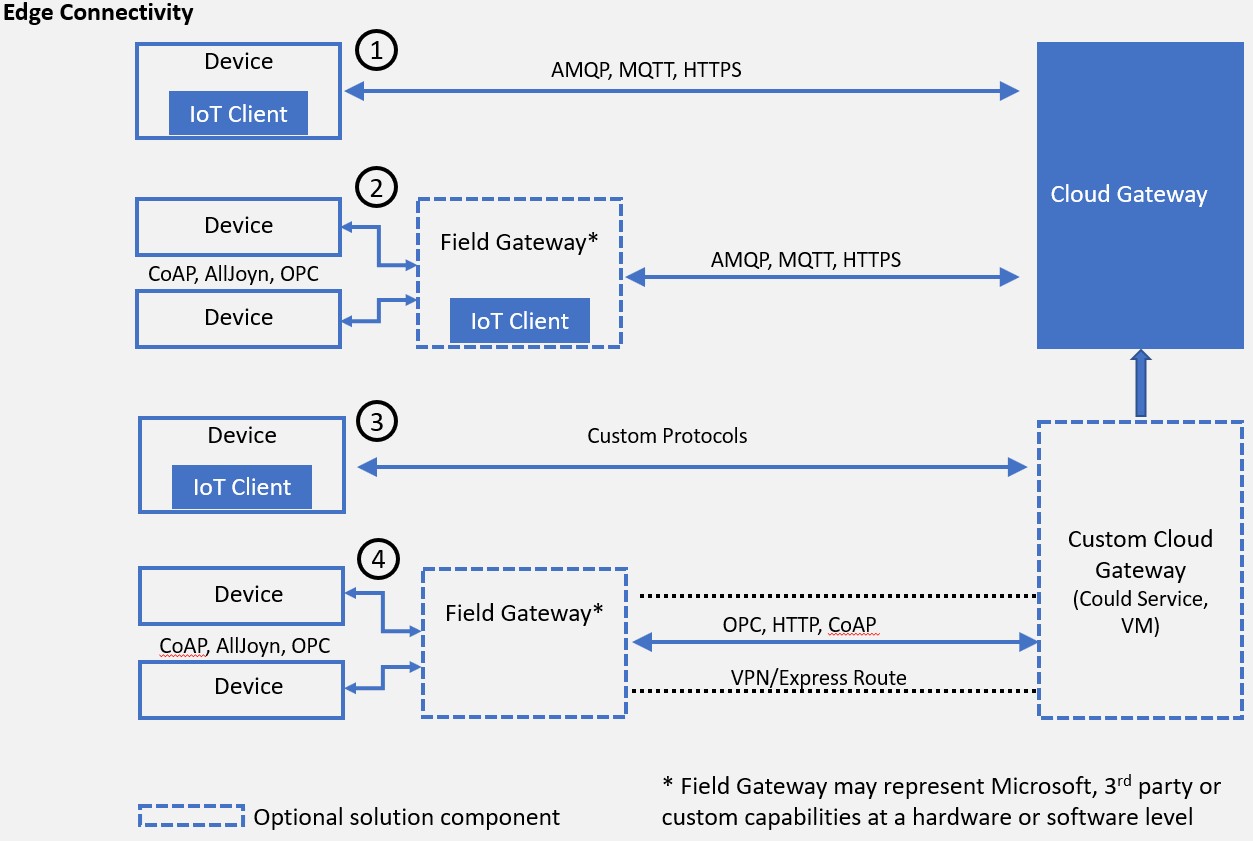 Edge Connectivity
1
Device
IoT Client
AMQP, MQTT, HTTPS
Cloud Gateway
2
Device
CoAP, AllJoyn, OPC
Device
Field Gateway*
IoT Client
AMQP, MQTT, HTTPS
3
Device
IoT Client
Custom Protocols
4
Device
CoAP, AllJoyn, OPC
Device
Field Gateway*
OPC, HTTP, CoAP
VPN/Express Route
Custom Cloud
Gateway
(Could Service,
VM)
Optional solution component
* Field Gateway may represent Microsoft, 3rd party or
custom capabilities at a hardware or software level